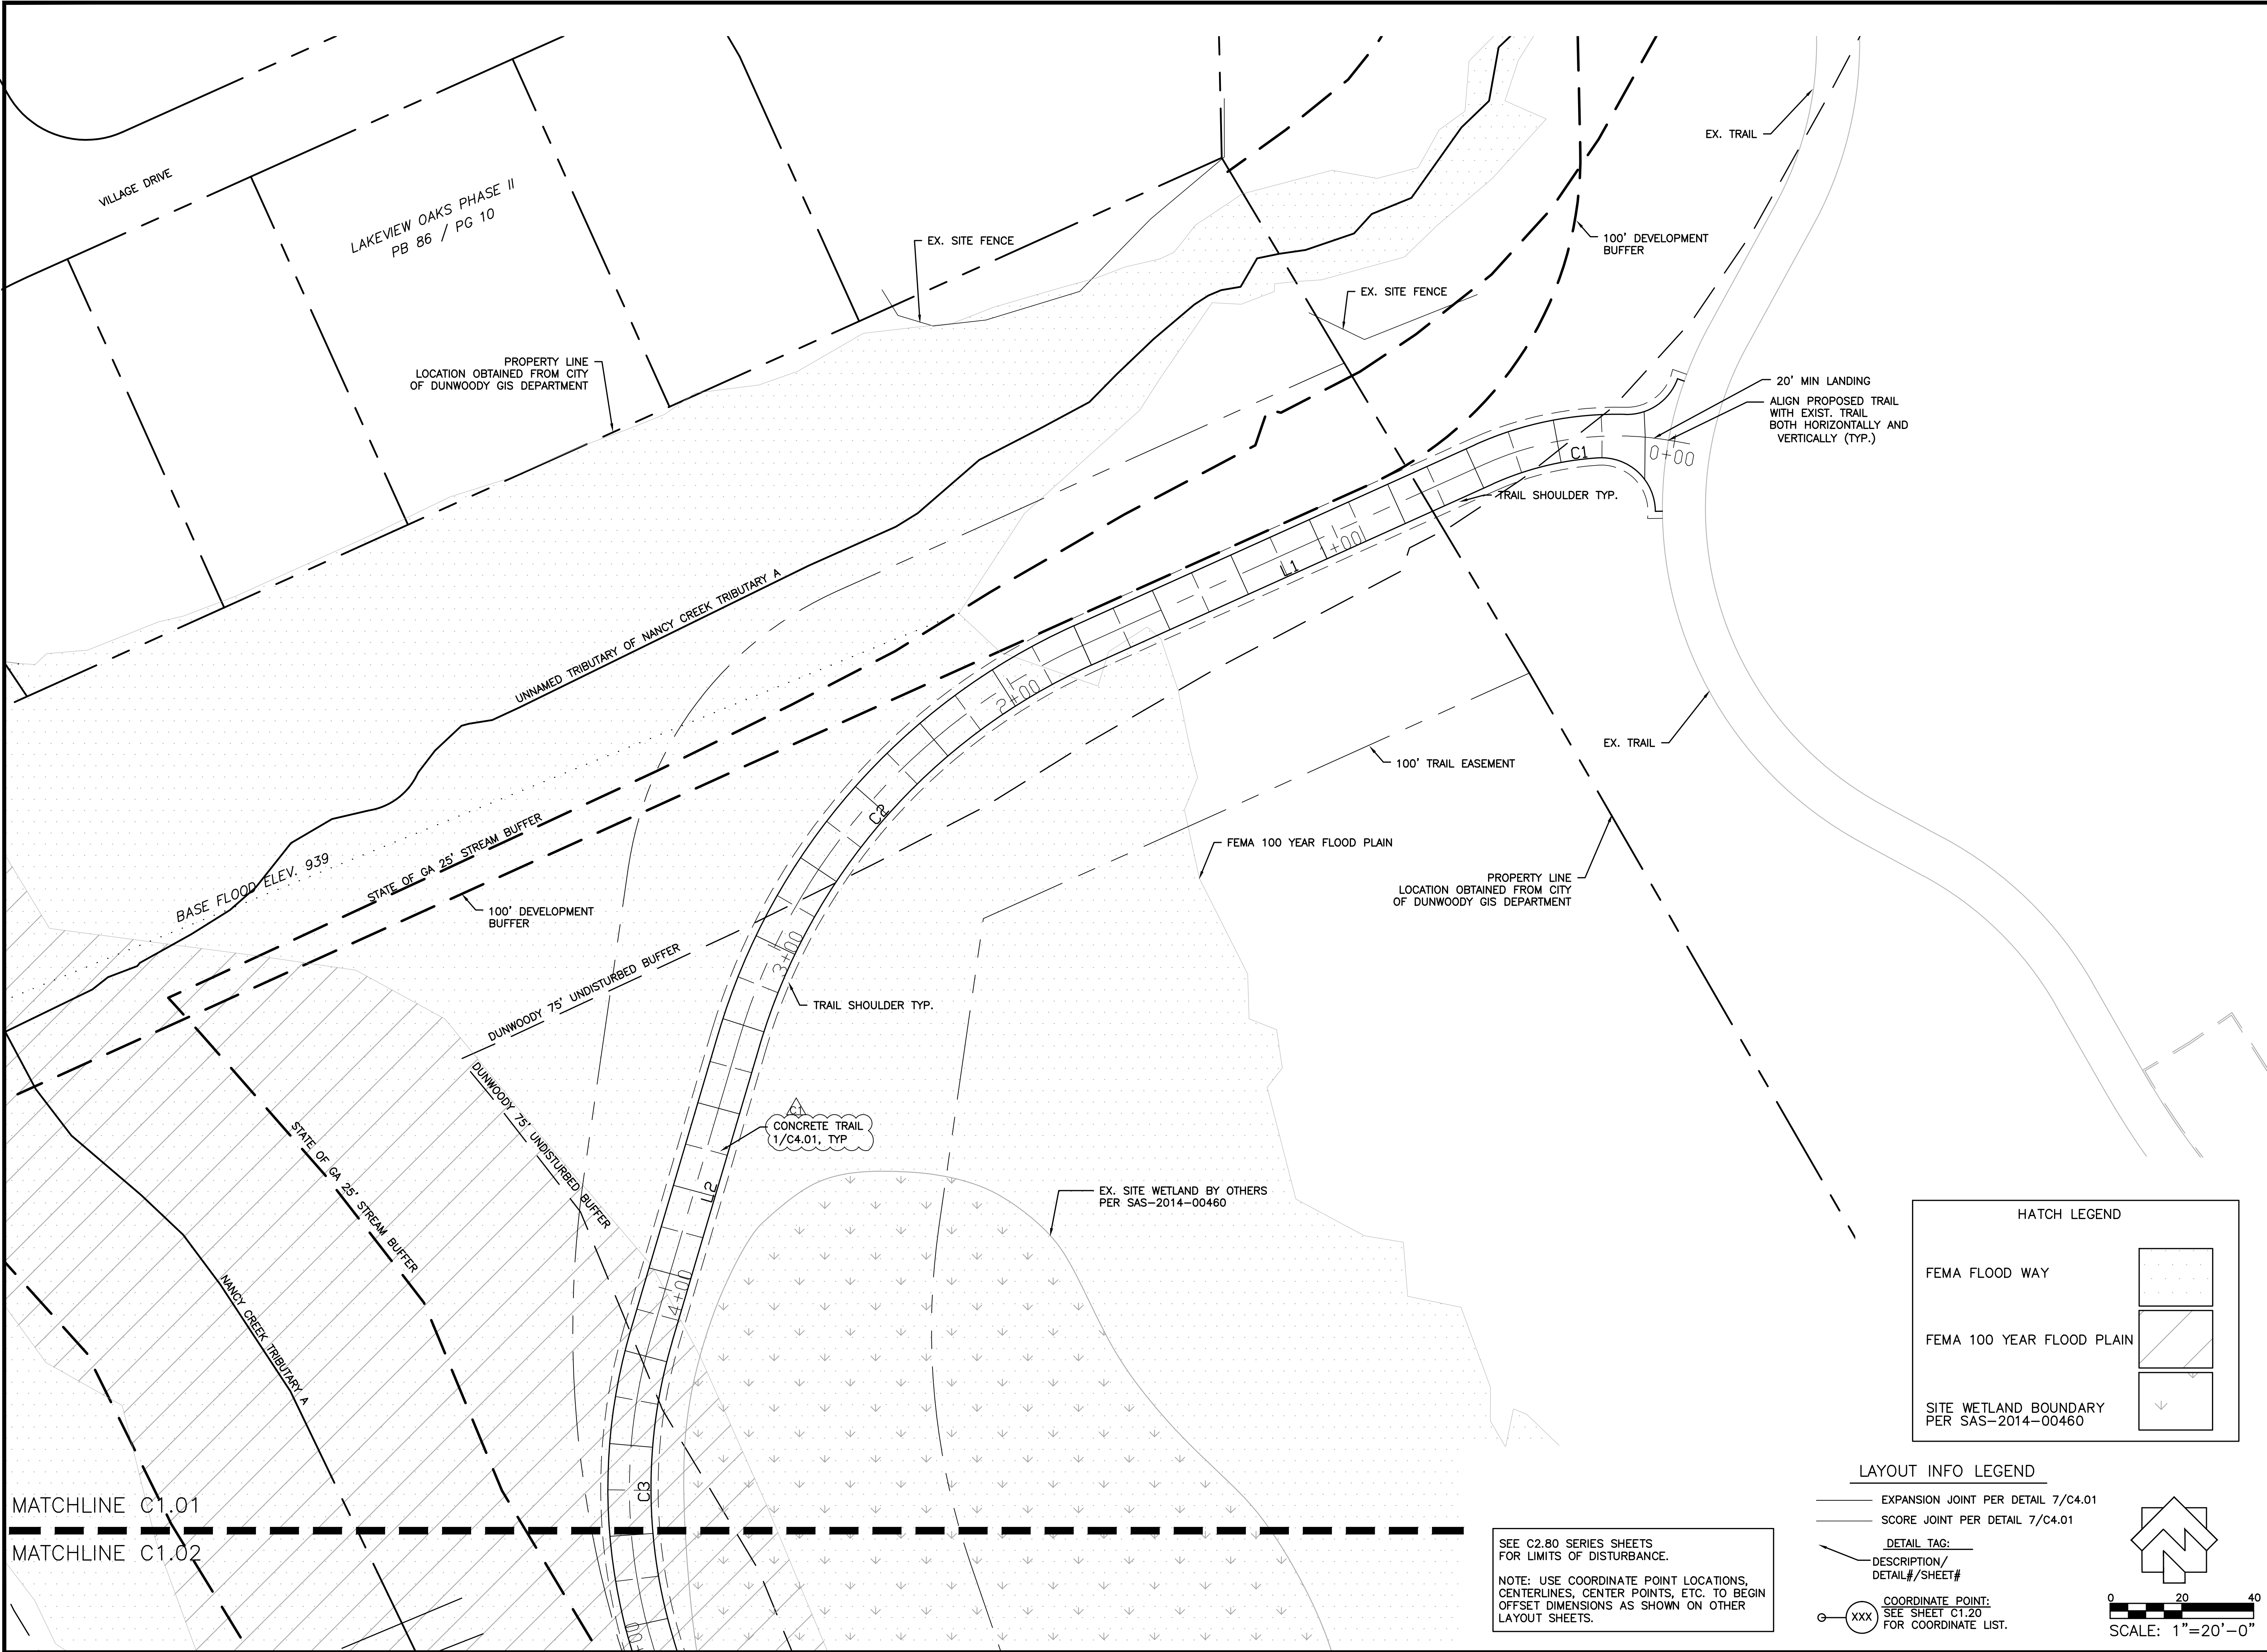 VILLAGE DRIVE
LAKEVIEW OAKS PHASE II
PB 86 / PG 10
EX. SITE FENCE
EX. TRAIL
100' DEVELOPMENT
BUFFER
EX. SITE FENCE
PROPERTY LINE
LOCATION OBTAINED FROM CITY
OF DUNWOODY GIS DEPARTMENT
20' MIN LANDING
ALIGN PROPOSED TRAIL
WITH EXIST. TRAIL
BOTH HORIZONTALLY AND
VERTICALLY (TYP.)
C1
0+00
TRAIL SHOULDER TYP.
1+00
L1
UNNAMED TRIBUTARY OF NANCY CREEK TRIBUTARY A
2+00
EX. TRAIL
100' TRAIL EASEMENT
C2
FEMA 100 YEAR FLOOD PLAIN
BASE FLOOD ELEV. 939
STATE OF GA 25' STREAM BUFFER
100' DEVELOPMENT
BUFFER
PROPERTY LINE
LOCATION OBTAINED FROM CITY
OF DUNWOODY GIS DEPARTMENT
DUNWOODY 75' UNDISTURBED BUFFER
3+00
TRAIL SHOULDER TYP.
DUNWOODY 75' UNDISTURBED BUFFER
C1
CONCRETE TRAIL
1/C4.01, TYP
STATE OF GA 25' STREAM BUFFER
L2
EX. SITE WETLAND BY OTHERS
PER SAS-2014-00460
4+00
NANCY CREEK TRIBUTARY A
C3
HATCH LEGEND
FEMA FLOOD WAY
FEMA 100 YEAR FLOOD PLAIN
SITE WETLAND BOUNDARY
PER SAS-2014-00460
MATCHLINE C1.01
MATCHLINE C1.02
SEE C2.80 SERIES SHEETS
FOR LIMITS OF DISTURBANCE.
NOTE: USE COORDINATE POINT LOCATIONS,
CENTERLINES, CENTER POINTS, ETC. TO BEGIN
OFFSET DIMENSIONS AS SHOWN ON OTHER
LAYOUT SHEETS.
LAYOUT INFO LEGEND
EXPANSION JOINT PER DETAIL 7/C4.01
SCORE JOINT PER DETAIL 7/C4.01
DETAIL TAG:
DESCRIPTION/
DETAIL#/SHEET#
XXX
COORDINATE POINT:
SEE SHEET C1.20
FOR COORDINATE LIST.
N
0 20 40
SCALE: 1"=20'-0"